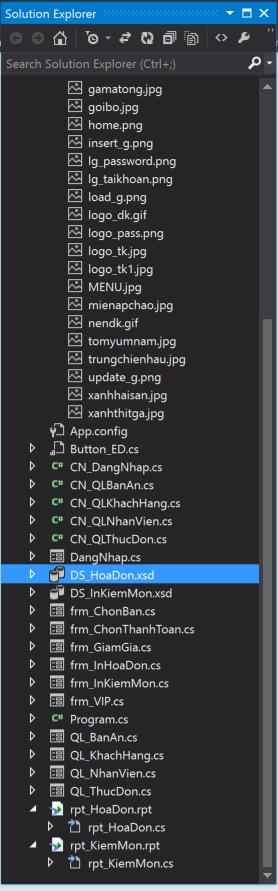 Solution Explorer
Search Solution Explorer (Ctrl+;)
gamatong.jpg
goibo.jpg
home.png
insert_g.png
lg_password.png
lg_taikhoan.png
load_g.png
logo_dk.gif
logo_pass.png
logo_tk.jpg
logo_tk1.jpg
MENU.jpg
mienapchao.jpg
nendk.gif
tomyumnam.jpg
trungchienhau.jpg
update_g.png
xanhhaisan.jpg
xanhthitga.jpg
App.config
Button_ED.cs
C# CN_DangNhap.cs
C# CN_QLBanAn.cs
C# CN_QLKhachHang.cs
C# CN_QLNhanVien.cs
C# CN_QLThucDon.cs
DangNhap.cs
DS_HoaDon.xsd
DS_InKiemMon.xsd
frm_ChonBan.cs
frm_ChonThanhToan.cs
frm_GiamGia.cs
frm_InHoaDon.cs
frm_InKiemMon.cs
frm_VIP.cs
C# Program.cs
QL_BanAn.cs
QL_KhachHang.cs
QL_NhanVien.cs
QL_ThucDon.cs
rpt_HoaDon.rpt
rpt_HoaDon.cs
rpt_KiemMon.rpt
rpt_KiemMon.cs